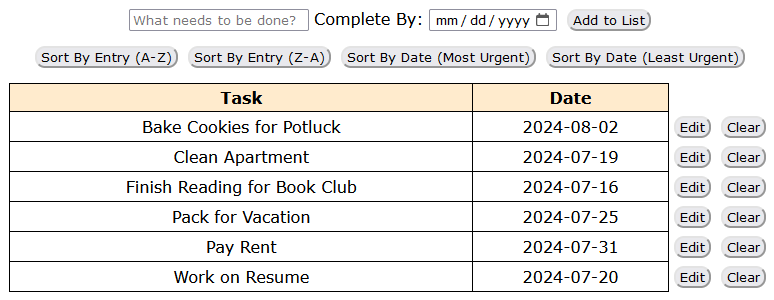 What needs to be done? Complete By: mm/dd/yyyy Add to List
Sort By Entry (A-Z) Sort By Entry (Z-A) Sort By Date (Most Urgent) Sort By Date (Least Urgent)
Task Date
Bake Cookies for Potluck 2024-08-02 Edit Clear
Clean Apartment 2024-07-19 Edit Clear
Finish Reading for Book Club 2024-07-16 Edit Clear
Pack for Vacation 2024-07-25 Edit Clear
Pay Rent 2024-07-31 Edit Clear
Work on Resume 2024-07-20 Edit Clear